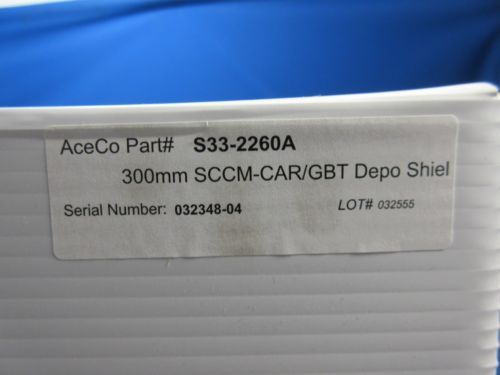 AceCo Part# S33-2260A
300mm SCCM-CAR/GBT Depo Shiel
Serial Number: 032348-04 LOT# 032555